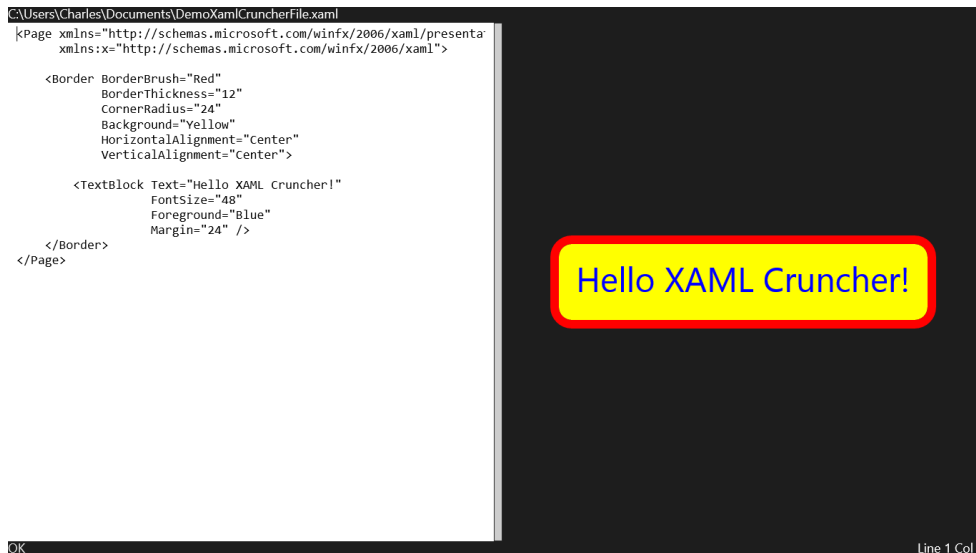 C:\Users\Charles\Documents\DemoXamlCruncherFile.xaml
<Page xmlns="http://schemas.microsoft.com/winfx/2006/xaml/presenta
      xmlns:x="http://schemas.microsoft.com/winfx/2006/xaml">
    <Border BorderBrush="Red"
            BorderThickness="12"
            CornerRadius="24"
            Background="Yellow"
            HorizontalAlignment="Center"
            VerticalAlignment="Center">
        <TextBlock Text="Hello XAML Cruncher!"
                   FontSize="48"
                   Foreground="Blue"
                   Margin="24" />
    </Border>
</Page>
Hello XAML Cruncher!
OK
Line 1 Col